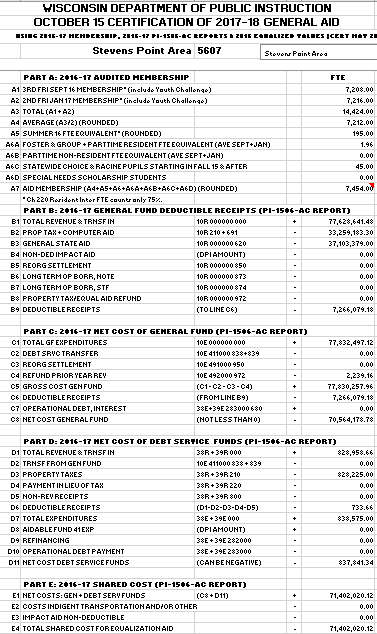 WISCONSIN DEPARTMENT OF PUBLIC INSTRUCTION
OCTOBER 15 CERTIFICATION OF 2017-18 GENERAL AID
USING 2016-17 MEMBERSHIP, 2016-17 PI-1506-AC REPORTS & 2016 EQUALIZED VALUES (CERT MAY 20
Stevens Point Area 5607 Stevens Point Area
PART A: 2016-17 AUDITED MEMBERSHIP FTE
A1 3RD FRI SEPT 16 MEMBERSHIP* (include Youth Challenge) 7,208.00
A2 2ND FRI JAN 17 MEMBERSHIP* (include Youth Challenge) 7,216.00
A3 TOTAL (A1 + A2) 14,424.00
A4 AVERAGE (A3/2) (ROUNDED) 7,212.00
A5 SUMMER 16 FTE EQUIVALENT* (ROUNDED) 195.00
A6A FOSTER & GROUP + PARTTIME RESIDENT FTE EQUIVALENT (AVE SEPT+JAN) 1.96
A6B PARTTIME NON-RESIDENT FTE EQUIVALENT (AVE SEPT+JAN) 0.00
A6C STATEWIDE CHOICE & RACINE PUPILS STARTING IN FALL 15 & AFTER 45.00
A6D SPECIAL NEEDS SCHOLARSHIP STUDENTS 0.00
A7 AID MEMBERSHIP (A4+A5+A6+A6A+A6B+A6C+A6D) (ROUNDED) 7,454.00
*Ch 220 Resident Inter FTE counts only 75%.
PART B: 2016-17 GENERAL FUND DEDUCTIBLE RECEIPTS (PI-1506-AC REPORT)
B1 TOTAL REVENUE & TRNSF IN 10R 000000 000 + 77,628,641.48
B2 PROP TAX + COMPUTER AID 10R 210 + 691 - 33,259,183.30
B3 GENERAL STATE AID 10R 000000 620 - 37,103,379.00
B4 NON-DED IMPACT AID (DPI AMOUNT) - 0.00
B5 REORG SETTLEMENT 10R 000000 850 - 0.00
B6 LONG TERM OP BORR, NOTE 10R 000000 873 - 0.00
B7 LONG TERM OP BORR, STF 10R 000000 874 - 0.00
B8 PROPERTY TAX/EQUAL AID REFUND 10R 000000 972 - 0.00
B9 DEDUCTIBLE RECEIPTS (TO LINE C6) - 7,266,079.18
PART C: 2016-17 NET COST OF GENERAL FUND (PI-1506-AC REPORT)
C1 TOTAL GF EXPENDITURES 10E 000000 000 + 77,832,497.12
C2 DEBT SRVC TRANSFER 10E 411000 838+839 - 0.00
C3 REORG SETTLEMENT 10E 491000 950 - 0.00
C4 REFUND PRIOR YEAR REV 10E 492000 972 - 2,239.16
C5 GROSS COST GEN FUND (C1 - C2 - C3 - C4) + 77,830,257.96
C6 DEDUCTIBLE RECEIPTS (FROM LINE B9) - 7,266,079.18
C7 OPERATIONAL DEBT, INTEREST 38E+39E 283000 680 + 0.00
C8 NET COST GENERAL FUND (NOT LESS THAN 0) - 70,564,178.78
PART D: 2016-17 NET COST OF DEBT SERVICE FUNDS (PI-1506-AC REPORT)
D1 TOTAL REVENUE & TRNSF IN 38R + 39R 000 + 828,958.66
D2 TRNSF FROM GEN FUND 10E 411000 838 + 839 - 0.00
D3 PROPERTY TAXES 38R + 39R 210 - 828,225.00
D4 PAYMENT IN LIEU OF TAX 38R + 39R 220 - 0.00
D5 NON-REV RECEIPTS 38R + 39R 800 - 0.00
D6 DEDUCTIBLE RECEIPTS (D1-D2-D3-D4-D5) - 733.66
D7 TOTAL EXPENDITURES 38E + 39E 000 + 838,575.00
D8 AIDABLE FUND 41 EXP (DPI AMOUNT) + 0.00
D9 REFINANCING 38E + 39E 282000 - 0.00
D10 OPERATIONAL DEBT PAYMENT 38E + 39E 283000 - 0.00
D11 NET COST DEBT SERVICE FUNDS (CAN BE NEGATIVE) - 837,841.34
PART E: 2016-17 SHARED COST (PI-1506-AC REPORT)
E1 NET COSTS: GEN + DEBT SERV FUNDS (C8 + D11) + 71,402,020.12
E2 COSTS INDIGENT TRANSPORTATION AND/OR OTHER - 0.00
E3 IMPACT AID NON-DEDUCTIBLE - 0.00
E4 TOTAL SHARED COST FOR EQUALIZATION AID - 71,402,020.12